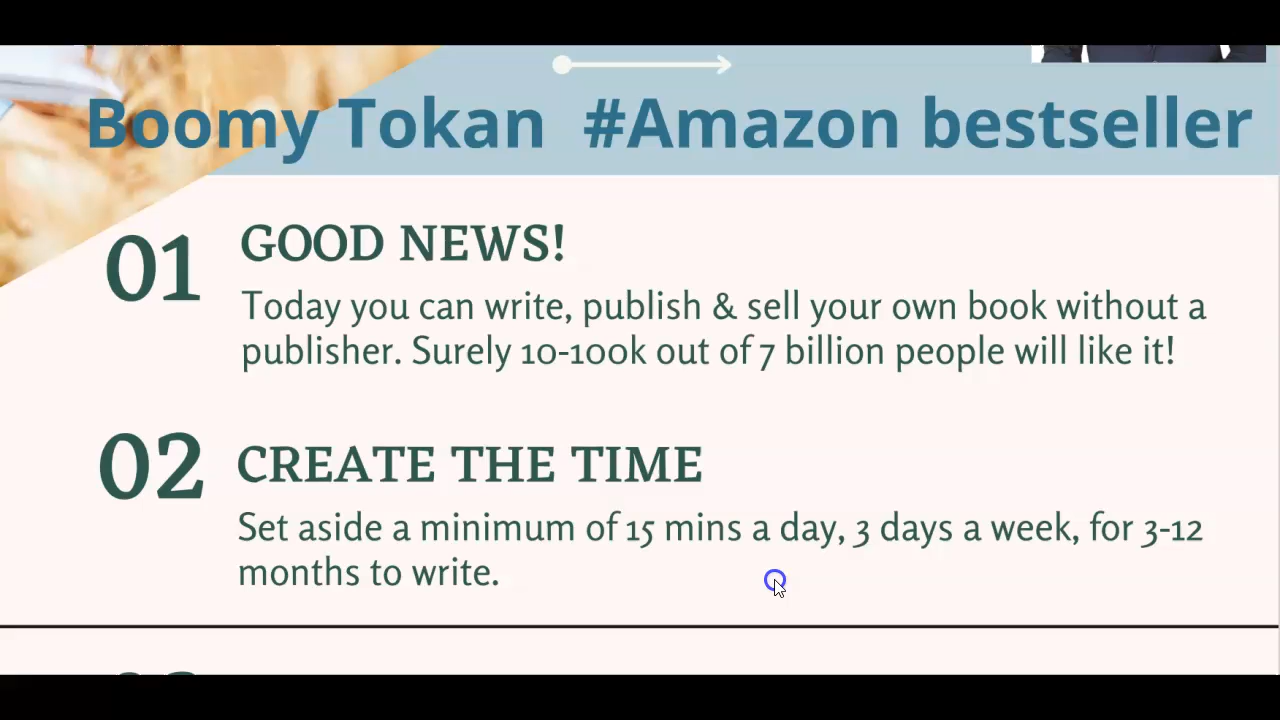 Boomy Tokan #Amazon bestseller
01
GOOD NEWS!
Today you can write, publish & sell your own book without a
publisher. Surely 10-100k out of 7 billion people will like it!
02
CREATE THE TIME
Set aside a minimum of 15 mins a day, 3 days a week, for 3-12
months to write.